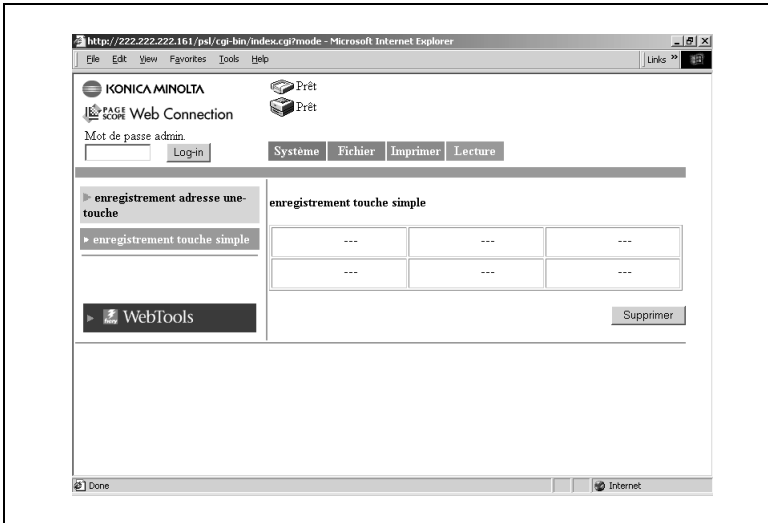 http://222.222.222.161/psl/cgi-bin/index.cgi?mode - Microsoft Internet Explorer
File Edit View Favorites Tools Help Links »
KONICA MINOLTA
PAGE SCOPE Web Connection
Prêt
Prêt
Mot de passe admin.
Log-in
Système Fichier Imprimer Lecture
enregistrement adresse une-
touche
enregistrement touche simple
fiery WebTools
enregistrement touche simple
--- --- ---
--- --- ---
Supprimer
Done Internet